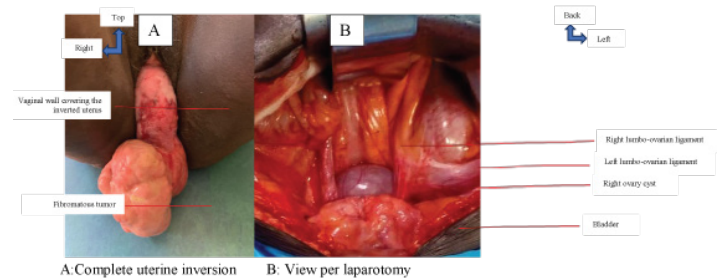 Top
Right
A
B
Back
Left
Vaginal wall covering the
inverted uterus
Fibromatous tumor
Right lumbo-ovarian ligament
Left lumbo-ovarian ligament
Right ovary cyst
Bladder
A:Complete uterine inversion
B: View per laparotomy